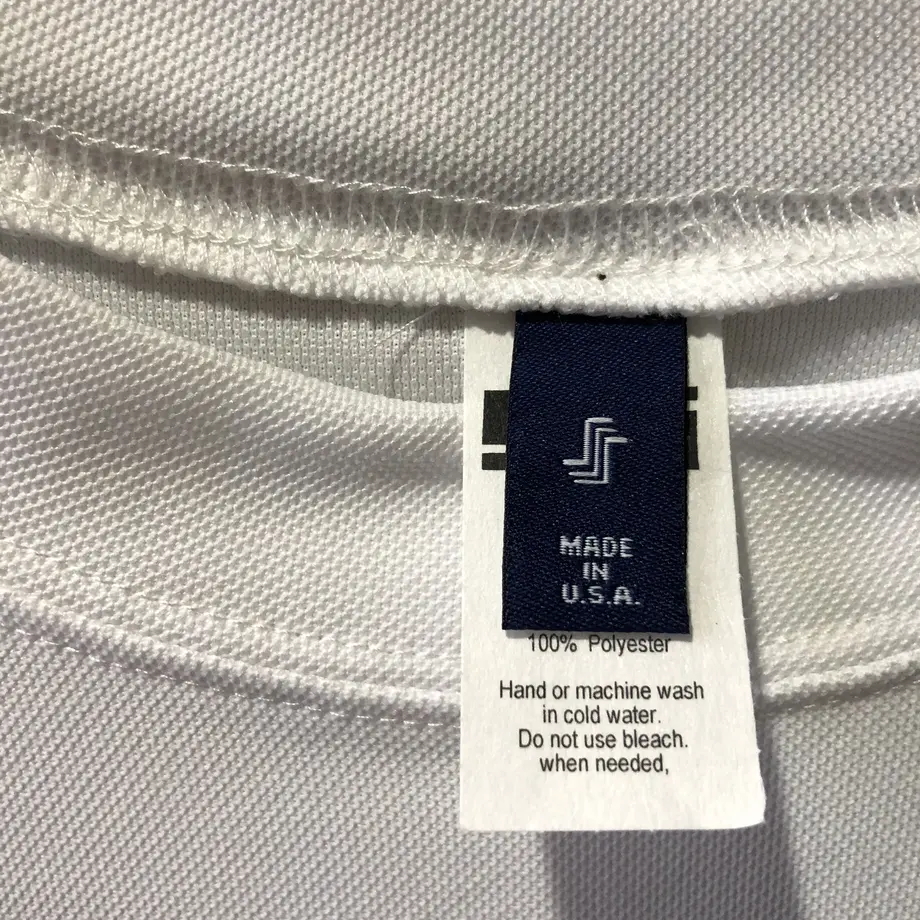 MADE
IN
U.S.A.
100% Polyester
Hand or machine wash
in cold water.
Do not use bleach.
when needed,